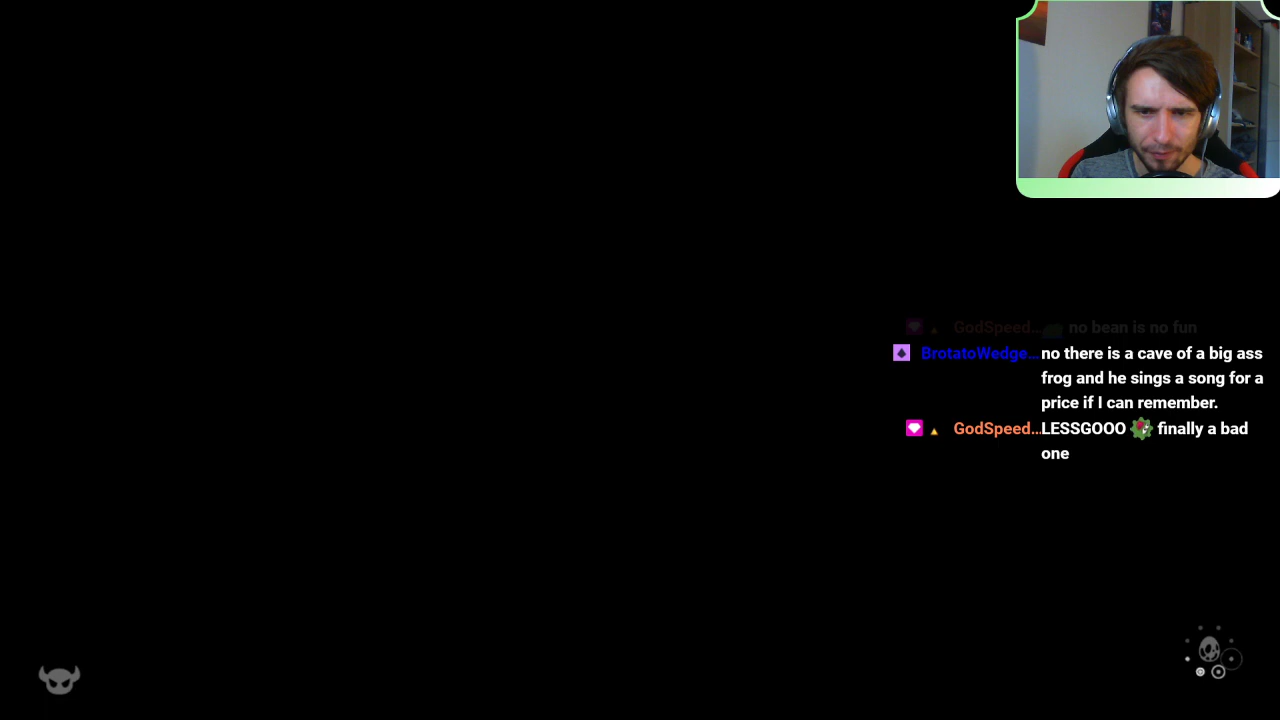 GodSpeed... no bean is no fun
BrotatoWedge... no there is a cave of a big ass
frog and he sings a song for a
price if I can remember.
GodSpeed... LESSGOOO finally a bad
one